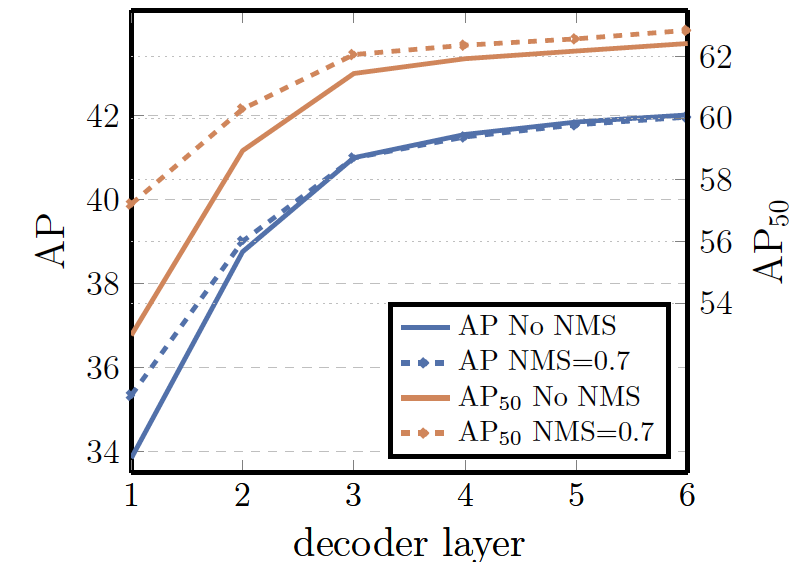 42
40
38
36
34
AP
62
60
58
56
54
AP50
AP No NMS
AP NMS=0.7
AP50 No NMS
AP50 NMS=0.7
1 2 3 4 5 6
decoder layer